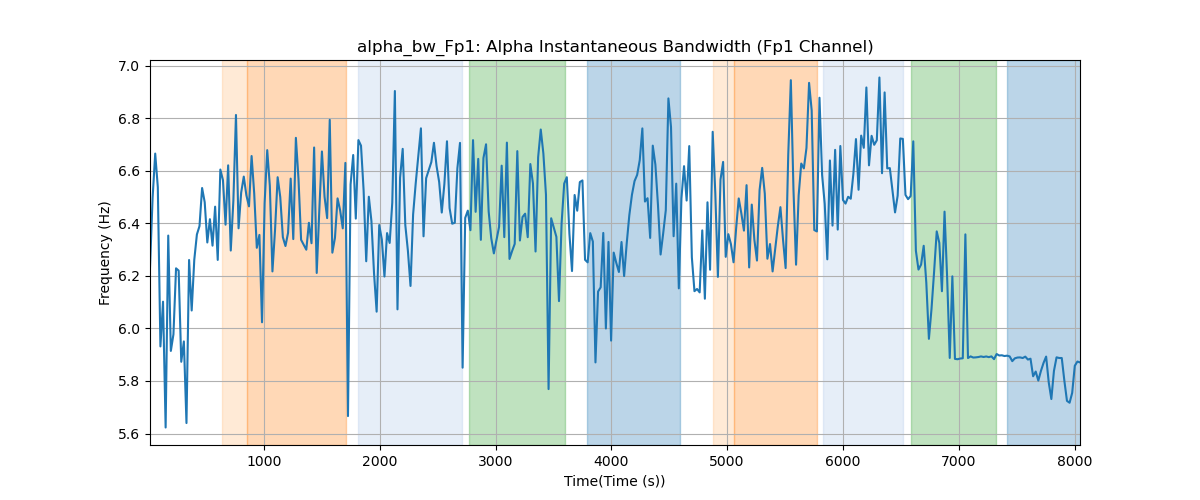 alpha_bw_Fp1: Alpha Instantaneous Bandwidth (Fp1 Channel)
Frequency (Hz)
7.0
6.8
6.6
6.4
6.2
6.0
5.8
5.6
1000 2000 3000 4000 5000 6000 7000 8000
Time(Time (s))